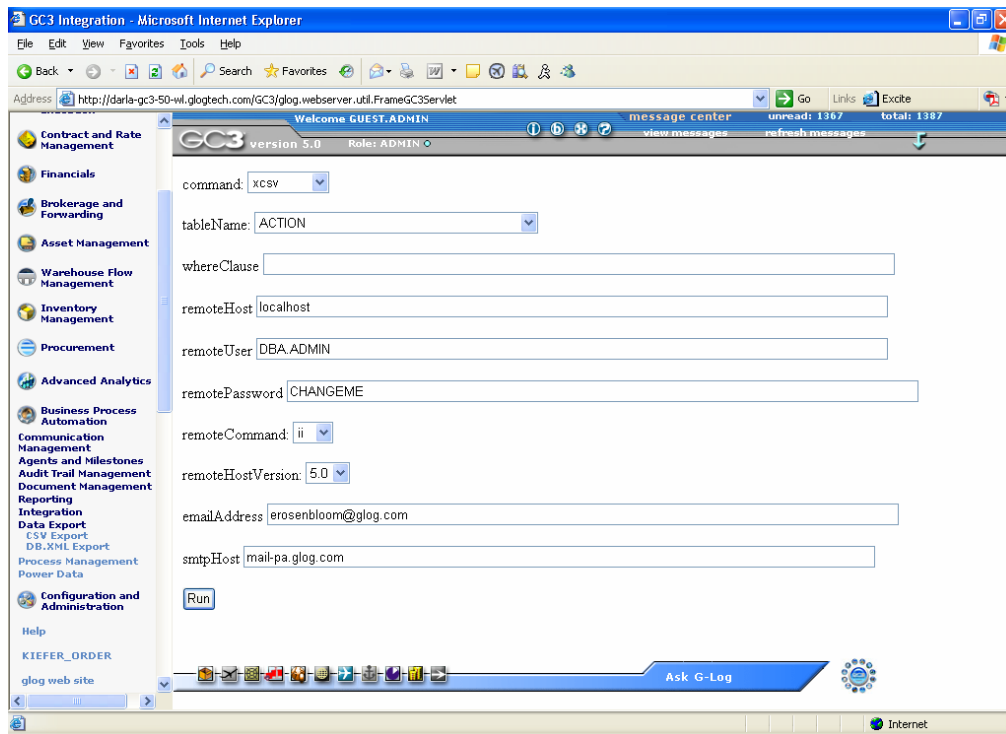 GC3 Integration - Microsoft Internet Explorer
File Edit View Favorites Tools Help
Back Search Favorites
Address http://darla-gc3-50-wl.glogtech.com/GC3/glog.webserver.util.FrameGC3Servlet Go Links Excite
Contract and Rate
Management
Financials
Brokerage and
Forwarding
Asset Management
Warehouse Flow
Management
Inventory
Management
Procurement
Advanced Analytics
Business Process
Automation
Communication
Management
Agents and Milestones
Audit Trail Management
Document Management
Reporting
Integration
Data Export
CSV Export
DB.XML Export
Process Management
Power Data
Configuration and
Administration
Help
KIEFER_ORDER
glog web site
Welcome GUEST.ADMIN message center unread: 1367 total: 1387
view messages refresh messages
GC3 version 5.0 Role: ADMIN
command: xcsv
tableName: ACTION
whereClause
remoteHost localhost
remoteUser DBA.ADMIN
remotePassword CHANGEME
remoteCommand: ii
remoteHostVersion: 5.0
emailAddress erosenbloom@glog.com
smtpHost mail-pa.glog.com
Run
Ask G-Log
Internet